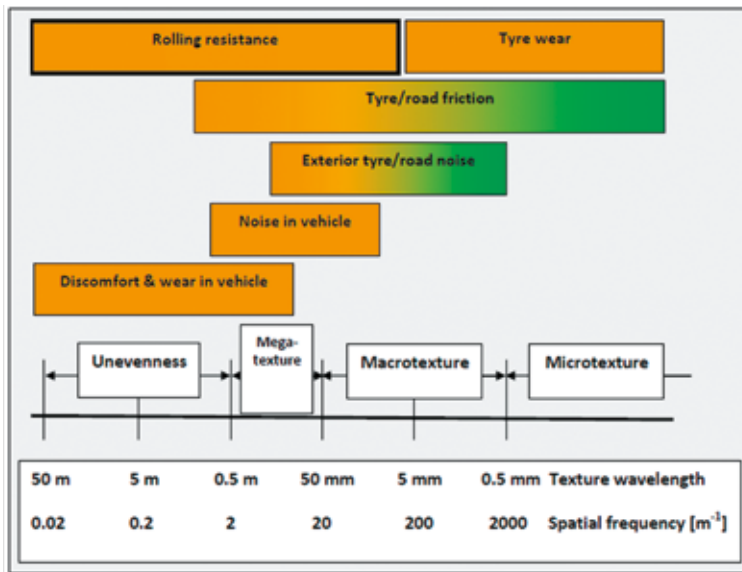 Rolling resistance
Tyre wear
Tyre/road friction
Exterior tyre/road noise
Noise in vehicle
Discomfort & wear in vehicle
Unevenness
Mega-
texture
Macrotexture
Microtexture
50 m 5 m 0.5 m 50 mm 5 mm 0.5 mm Texture wavelength
0.02 0.2 2 20 200 2000 Spatial frequency [m⁻¹]